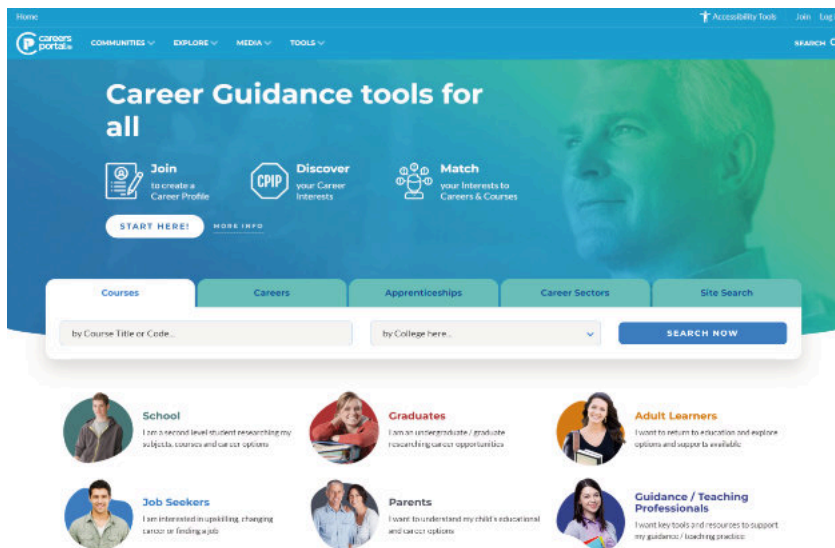 Home
Accessibility Tools Join Log
careers
portal.ie
COMMUNITIES EXPLORE MEDIA TOOLS
SEARCH
Career Guidance tools for
all
Join
to create a
Career Profile
CPIP
Discover
your Career
Interests
Match
your Interests to
Careers & Courses
START HERE! MORE INFO
Courses Careers Apprenticeships Career Sectors Site Search
by Course Title or Code... by College here... SEARCH NOW
School
I am a second level student researching my
subjects, courses and career options
Graduates
I am an undergraduate / graduate
researching career opportunities
Adult Learners
I want to return to education and explore
options and supports available
Job Seekers
I am interested in upskilling, changing
career or finding a job
Parents
I want to understand my child's educational
and career options
Guidance / Teaching
Professionals
I want key tools and resources to support
my guidance / teaching practice